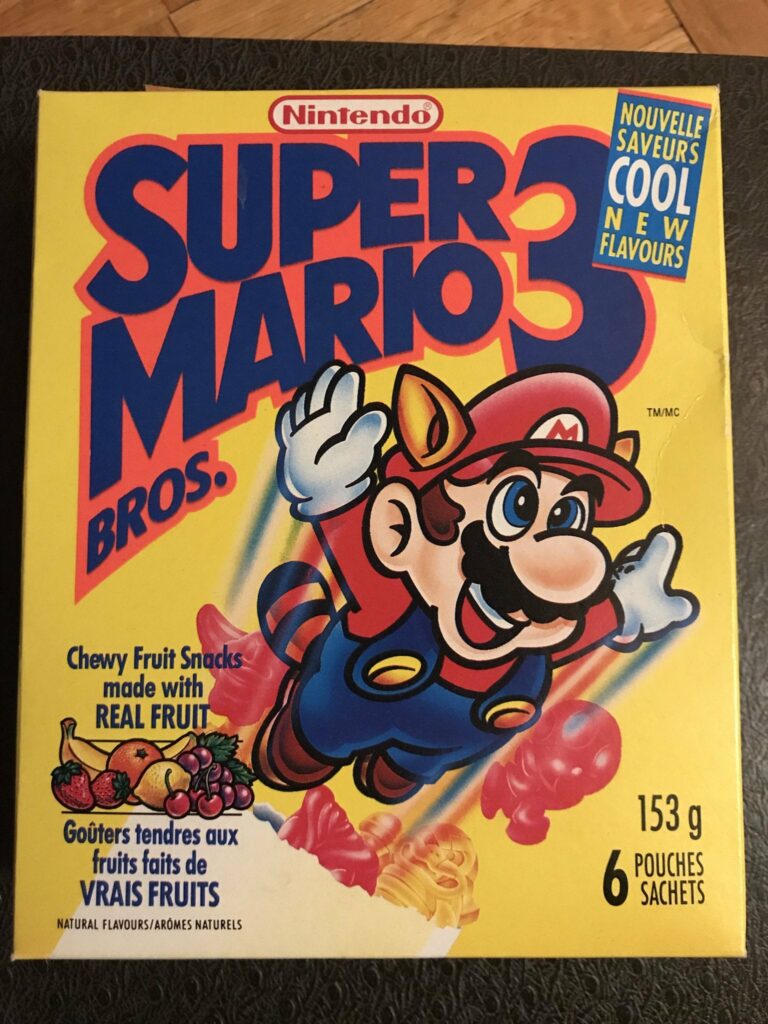 Nintendo®
SUPER
MARIO 3
BROS.
NOUVELLE
SAVEURS
COOL
NEW
FLAVOURS
TM/MC
M
Chewy Fruit Snacks
made with
REAL FRUIT
Goûters tendres aux
fruits faits de
VRAIS FRUITS
NATURAL FLAVOURS/ARÔMES NATURELS
153 g
6 POUCHES
SACHETS